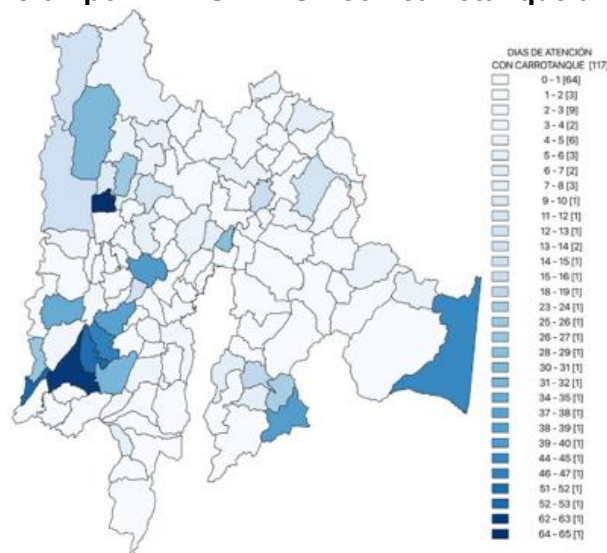 DIAS DE ATENCIÓN
CON CARROTANQUE [117]
0 - 1 [64]
1 - 2 [3]
2 - 3 [9]
3 - 4 [2]
4 - 5 [6]
5 - 6 [3]
6 - 7 [2]
7 - 8 [3]
9 - 10 [1]
11 - 12 [1]
12 - 13 [1]
13 - 14 [2]
14 - 15 [1]
15 - 16 [1]
18 - 19 [1]
23 - 24 [1]
25 - 26 [1]
26 - 27 [1]
28 - 29 [1]
30 - 31 [1]
31 - 32 [1]
34 - 35 [1]
37 - 38 [1]
38 - 39 [1]
39 - 40 [1]
44 - 45 [1]
46 - 47 [1]
51 - 52 [1]
52 - 53 [1]
62 - 63 [1]
64 - 65 [1]